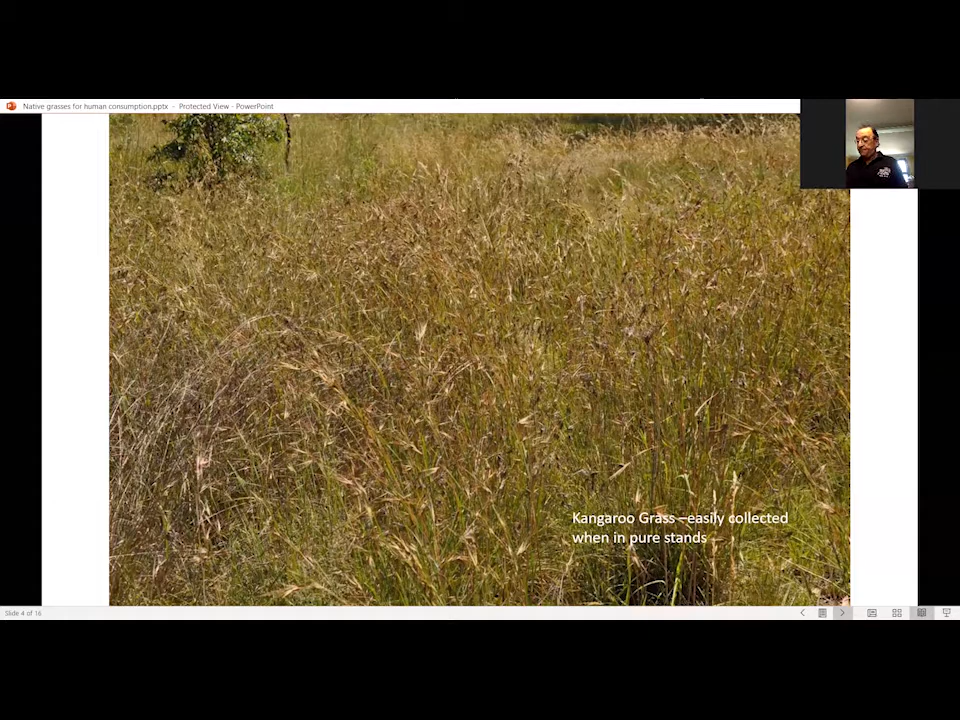 Native grasses for human consumption.pptx - Protected View - PowerPoint
Kangaroo Grass –easily collected
when in pure stands
Slide 4 of 16